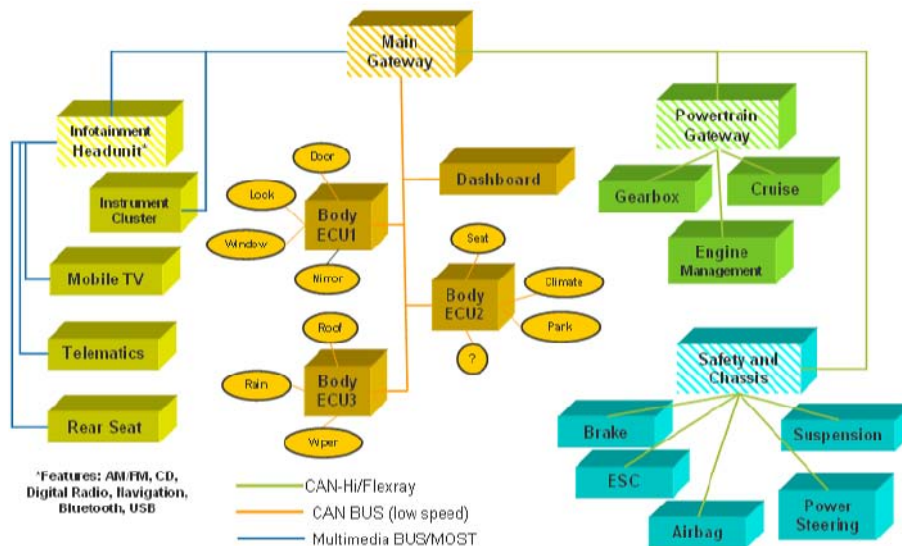 Main
Gateway
Infotainment
Headunit*
Instrument
Cluster
Mobile TV
Telematics
Rear Seat
*Features: AM/FM, CD,
Digital Radio, Navigation,
Bluetooth, USB
Door
Lock
Window
Mirror
Body
ECU1
Roof
Rain
Wiper
Body
ECU3
Dashboard
Seat
Climate
Park
?
Body
ECU2
Powertrain
Gateway
Gearbox
Cruise
Engine
Management
Safety and
Chassis
Brake
Suspension
ESC
Airbag
Power
Steering
CAN-Hi/Flexray
CAN BUS (low speed)
Multimedia BUS/MOST